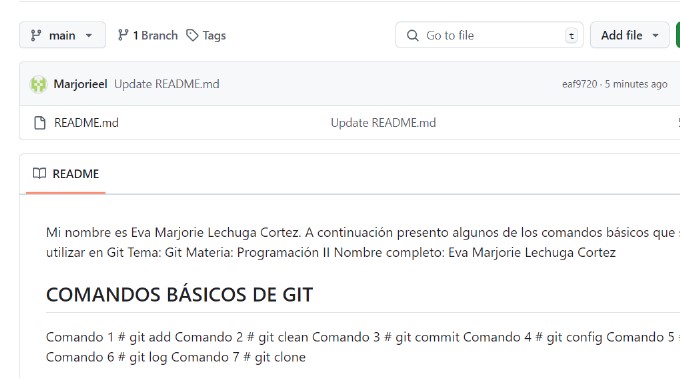 main
1 Branch
Tags
Go to file
t
Add file
Marjorieel Update README.md
eaf9720 · 5 minutes ago
README.md
Update README.md
README
Mi nombre es Eva Marjorie Lechuga Cortez. A continuación presento algunos de los comandos básicos que
utilizar en Git Tema: Git Materia: Programación II Nombre completo: Eva Marjorie Lechuga Cortez
COMANDOS BÁSICOS DE GIT
Comando 1 # git add Comando 2 # git clean Comando 3 # git commit Comando 4 # git config Comando 5 #
Comando 6 # git log Comando 7 # git clone